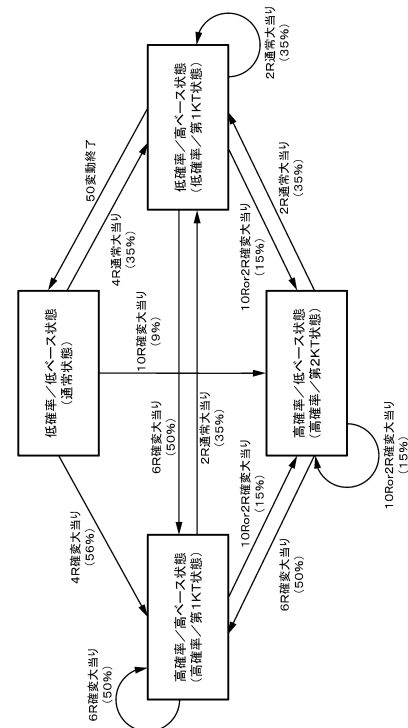 低確率/低ベース状態
(通常状態)
4R確変大当り
(56%)
50変動終了
4R通常大当り
(35%)
10R確変大当り
(9%)
6R確変大当り
(50%)
高確率/高ベース状態
(高確率/第1KT状態)
6R確変大当り
(50%)
2R通常大当り
(35%)
低確率/高ベース状態
(低確率/第1KT状態)
2R通常大当り
(35%)
10Ror2R確変大当り
(15%)
6R確変大当り
(50%)
10Ror2R確変大当り
(15%)
2R通常大当り
(35%)
高確率/低ベース状態
(高確率/第2KT状態)
10Ror2R確変大当り
(15%)